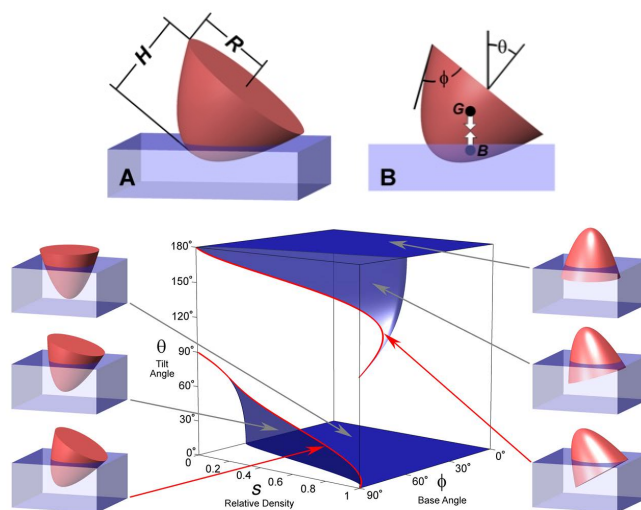 H
R
A
θ
ϕ
G
B
B
180°
150°
120°
90°
60°
30°
0°
θ
Tilt
Angle
0
0.2
0.4
0.6
0.8
1
S
Relative Density
90°
60°
30°
0°
ϕ
Base Angle